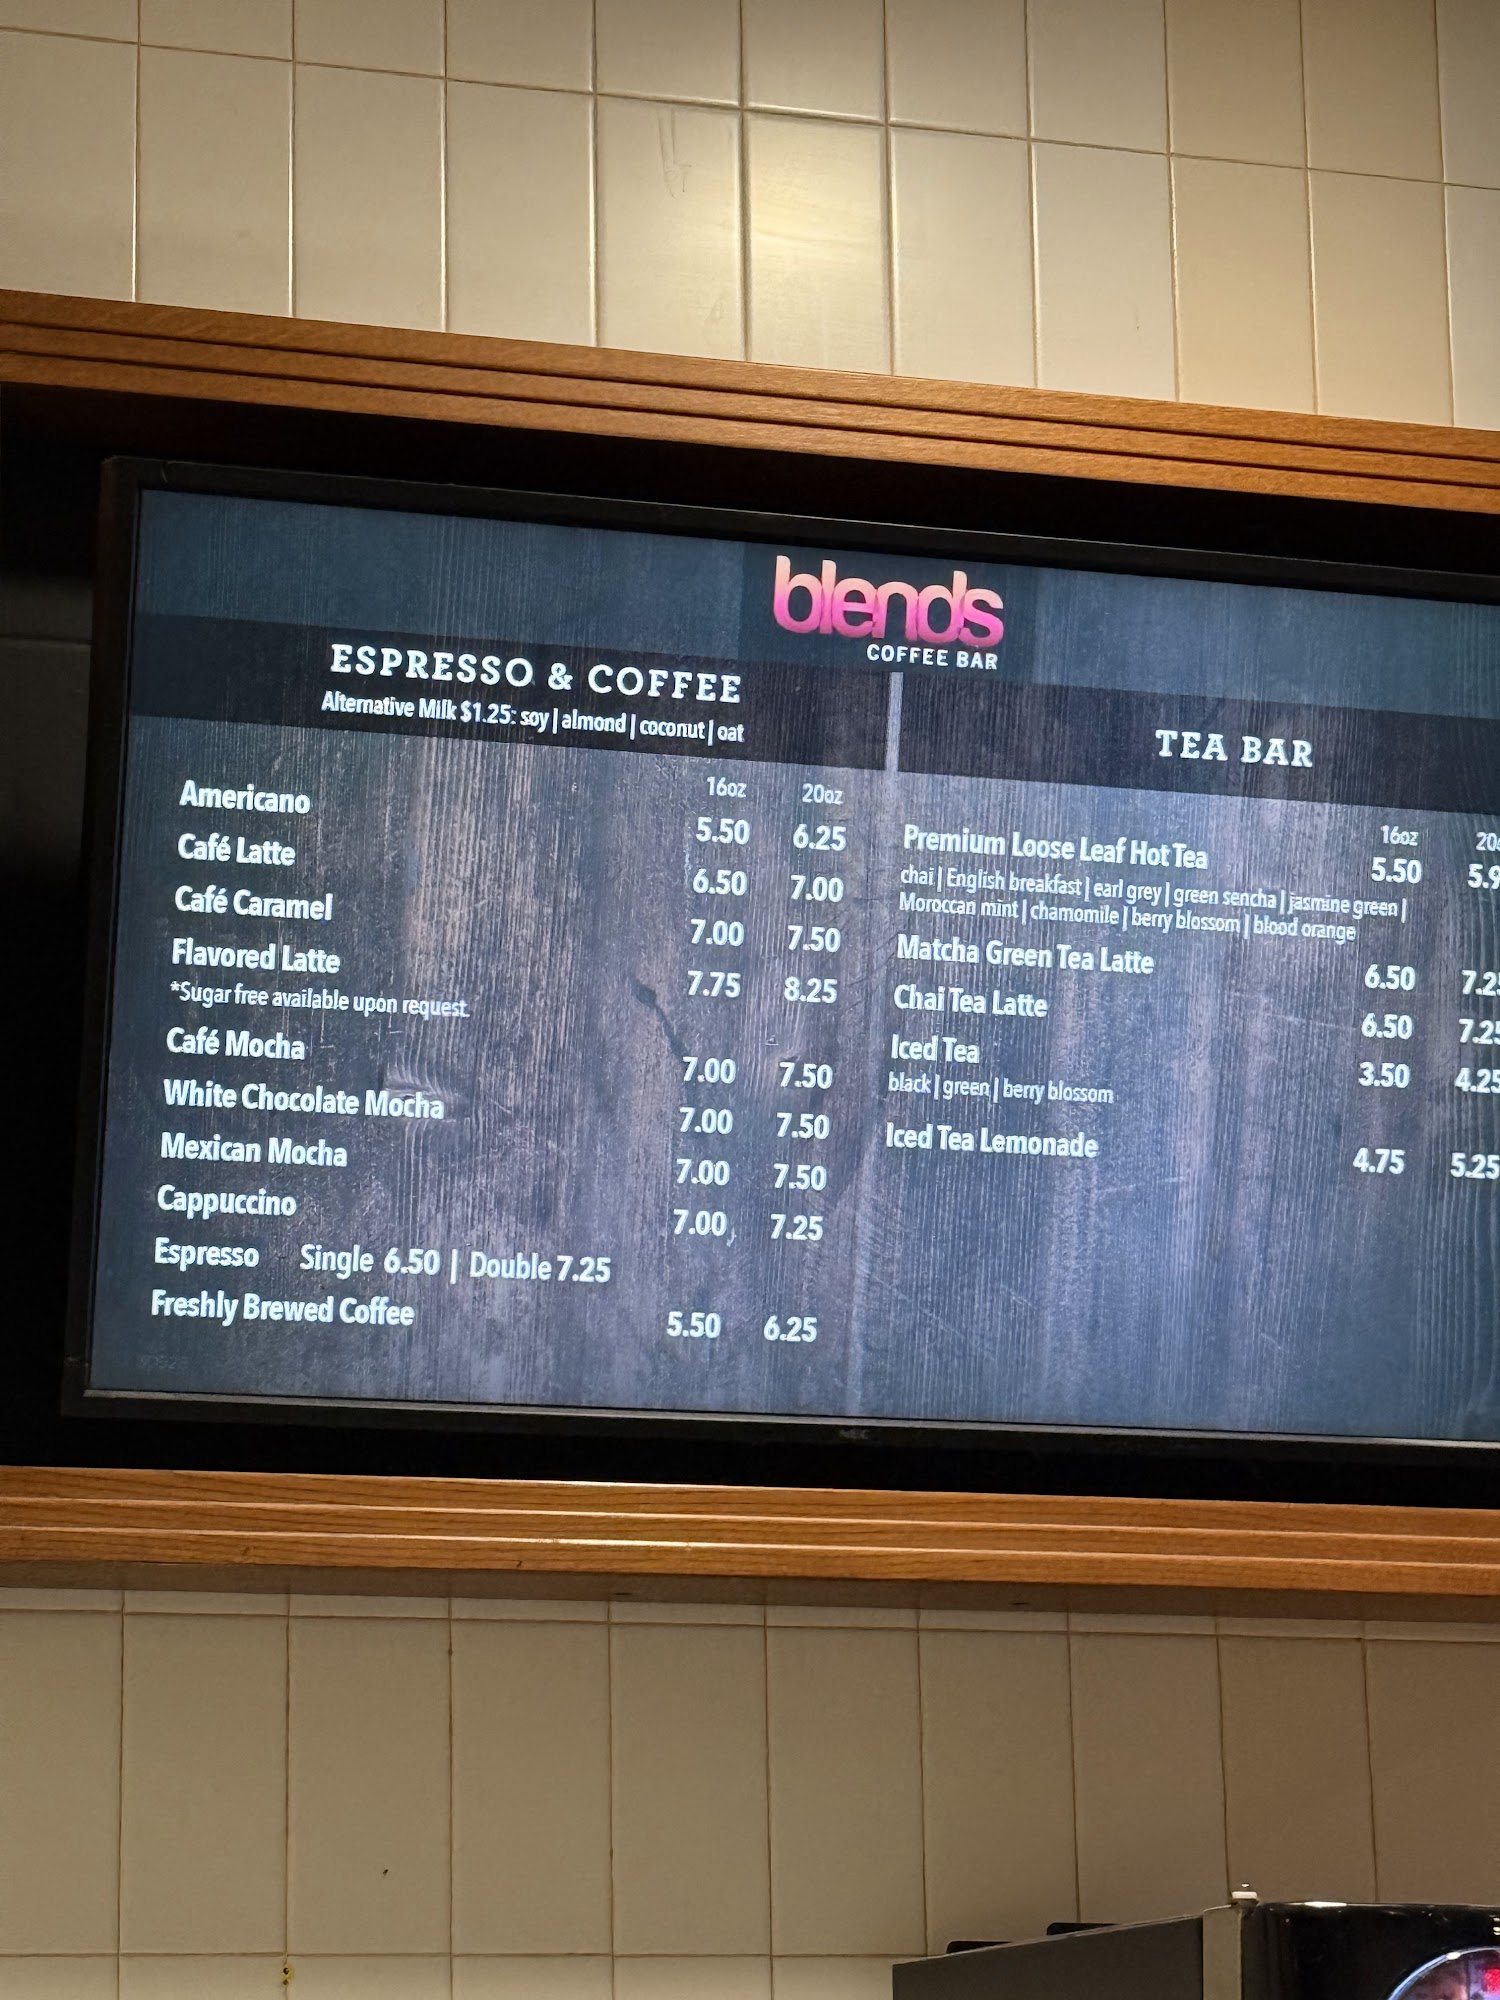 blends
COFFEE BAR
ESPRESSO & COFFEE
Alternative Milk $1.25: soy | almond | coconut | oat
16oz 20oz
Americano 5.50 6.25
Café Latte 6.50 7.00
Café Caramel 7.00 7.50
Flavored Latte 7.75 8.25
*Sugar free available upon request.
Café Mocha 7.00 7.50
White Chocolate Mocha 7.00 7.50
Mexican Mocha 7.00 7.50
Cappuccino 7.00 7.25
Espresso Single 6.50 | Double 7.25
Freshly Brewed Coffee 5.50 6.25
TEA BAR
16oz
Premium Loose Leaf Hot Tea 5.50
chai | English breakfast | earl grey | green sencha | jasmine green |
Moroccan mint | chamomile | berry blossom | blood orange
Matcha Green Tea Latte 6.50 7.25
Chai Tea Latte 6.50 7.25
Iced Tea 3.50 4.25
black | green | berry blossom
Iced Tea Lemonade 4.75 5.25
NEC